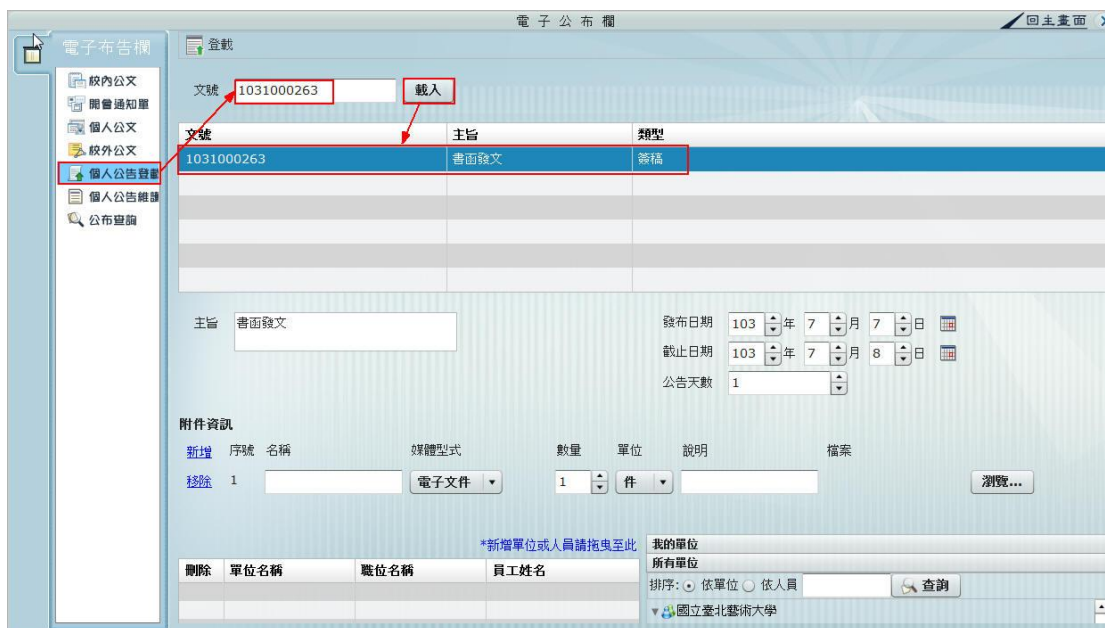 電子公布欄
回主畫面
電子布告欄
登載
校內公文
開會通知單
個人公文
校外公文
個人公告登載
個人公告維護
公布查詢
文號 1031000263 載入
文號 主旨 類型
1031000263 書面發文 簽稿
主旨 書面發文
發布日期 103 年 7 月 7 日
截止日期 103 年 7 月 8 日
公告天數 1
附件資訊
新增 序號 名稱 媒體型式 數量 單位 說明 檔案
移除 1 電子文件 1 件 瀏覽...
*新增單位或人員請拖曳至此
我的單位
所有單位
刪除 單位名稱 職位名稱 員工姓名
排序: 依單位 依人員 查詢
國立臺北藝術大學